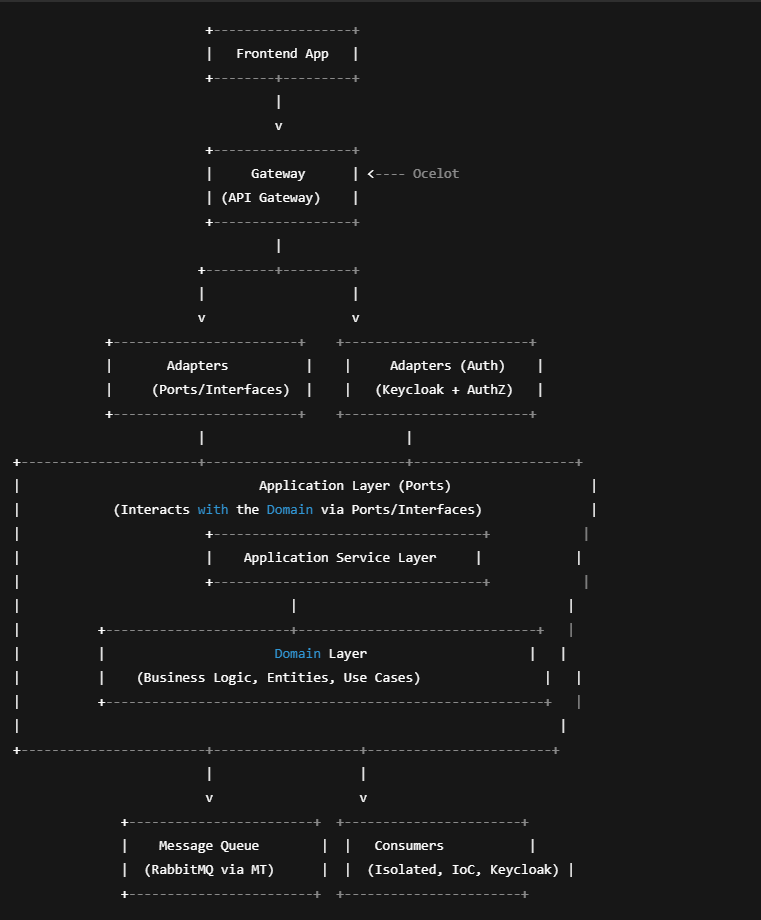 Frontend App
Gateway <---- Ocelot
(API Gateway)
Adapters Adapters (Auth)
(Ports/Interfaces) (Keycloak + AuthZ)
Application Layer (Ports)
(Interacts with the Domain via Ports/Interfaces)
Application Service Layer
Domain Layer
(Business Logic, Entities, Use Cases)
Message Queue Consumers
(RabbitMQ via MT) (Isolated, IoC, Keycloak)